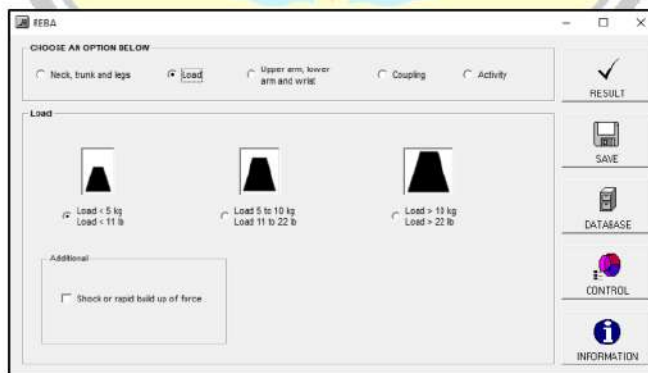 REBA
CHOOSE AN OPTION BELOW
Neck, trunk and legs
Load
Upper arm, lower
arm and wrist
Coupling
Activity
RESULT
Load
SAVE
Load < 5 kg
Load < 11 lb
Load 5 to 10 kg
Load 11 to 22 lb
Load > 10 kg
Load > 22 lb
DATABASE
Additional
Shock or rapid build up of force
CONTROL
INFORMATION